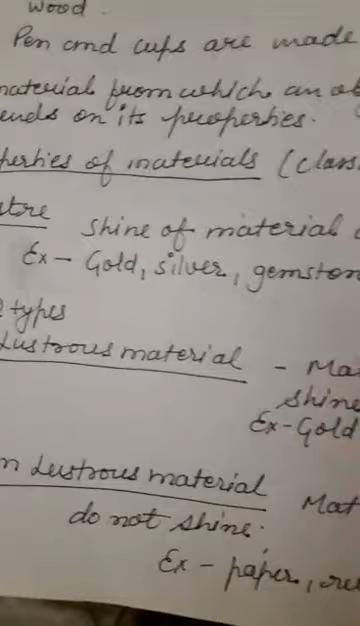 wood.
Pen and cups are made
material from which an ob
ends on its properties.
perties of materials (class
stre shine of material
Ex - Gold, silver, gemston
types
Lustrous material - Ma
shine
Ex - Gold
n Lustrous material Mat
do not shine.
Ex - paper,